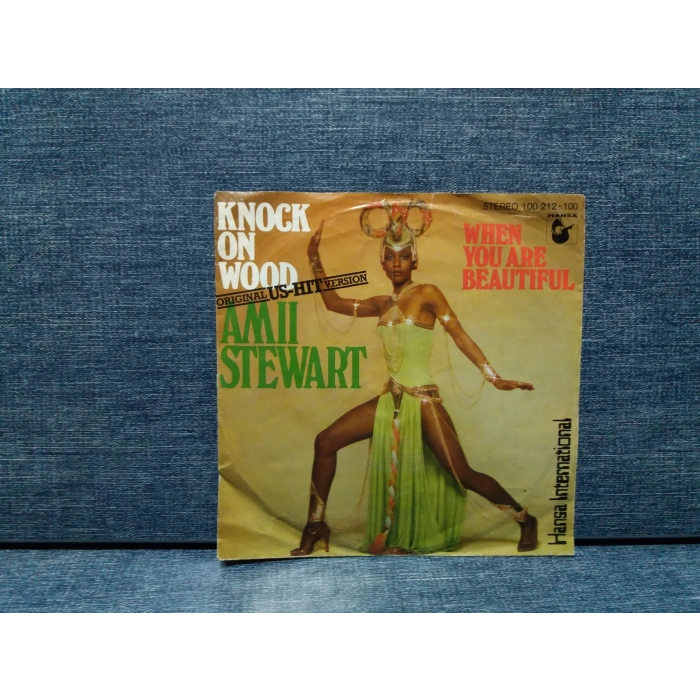 KNOCK
ON
WOOD
ORIGINAL US-HIT VERSION
AMII
STEWART
STEREO 100 212-100
HANSA
WHEN
YOU ARE
BEAUTIFUL
Hansa International